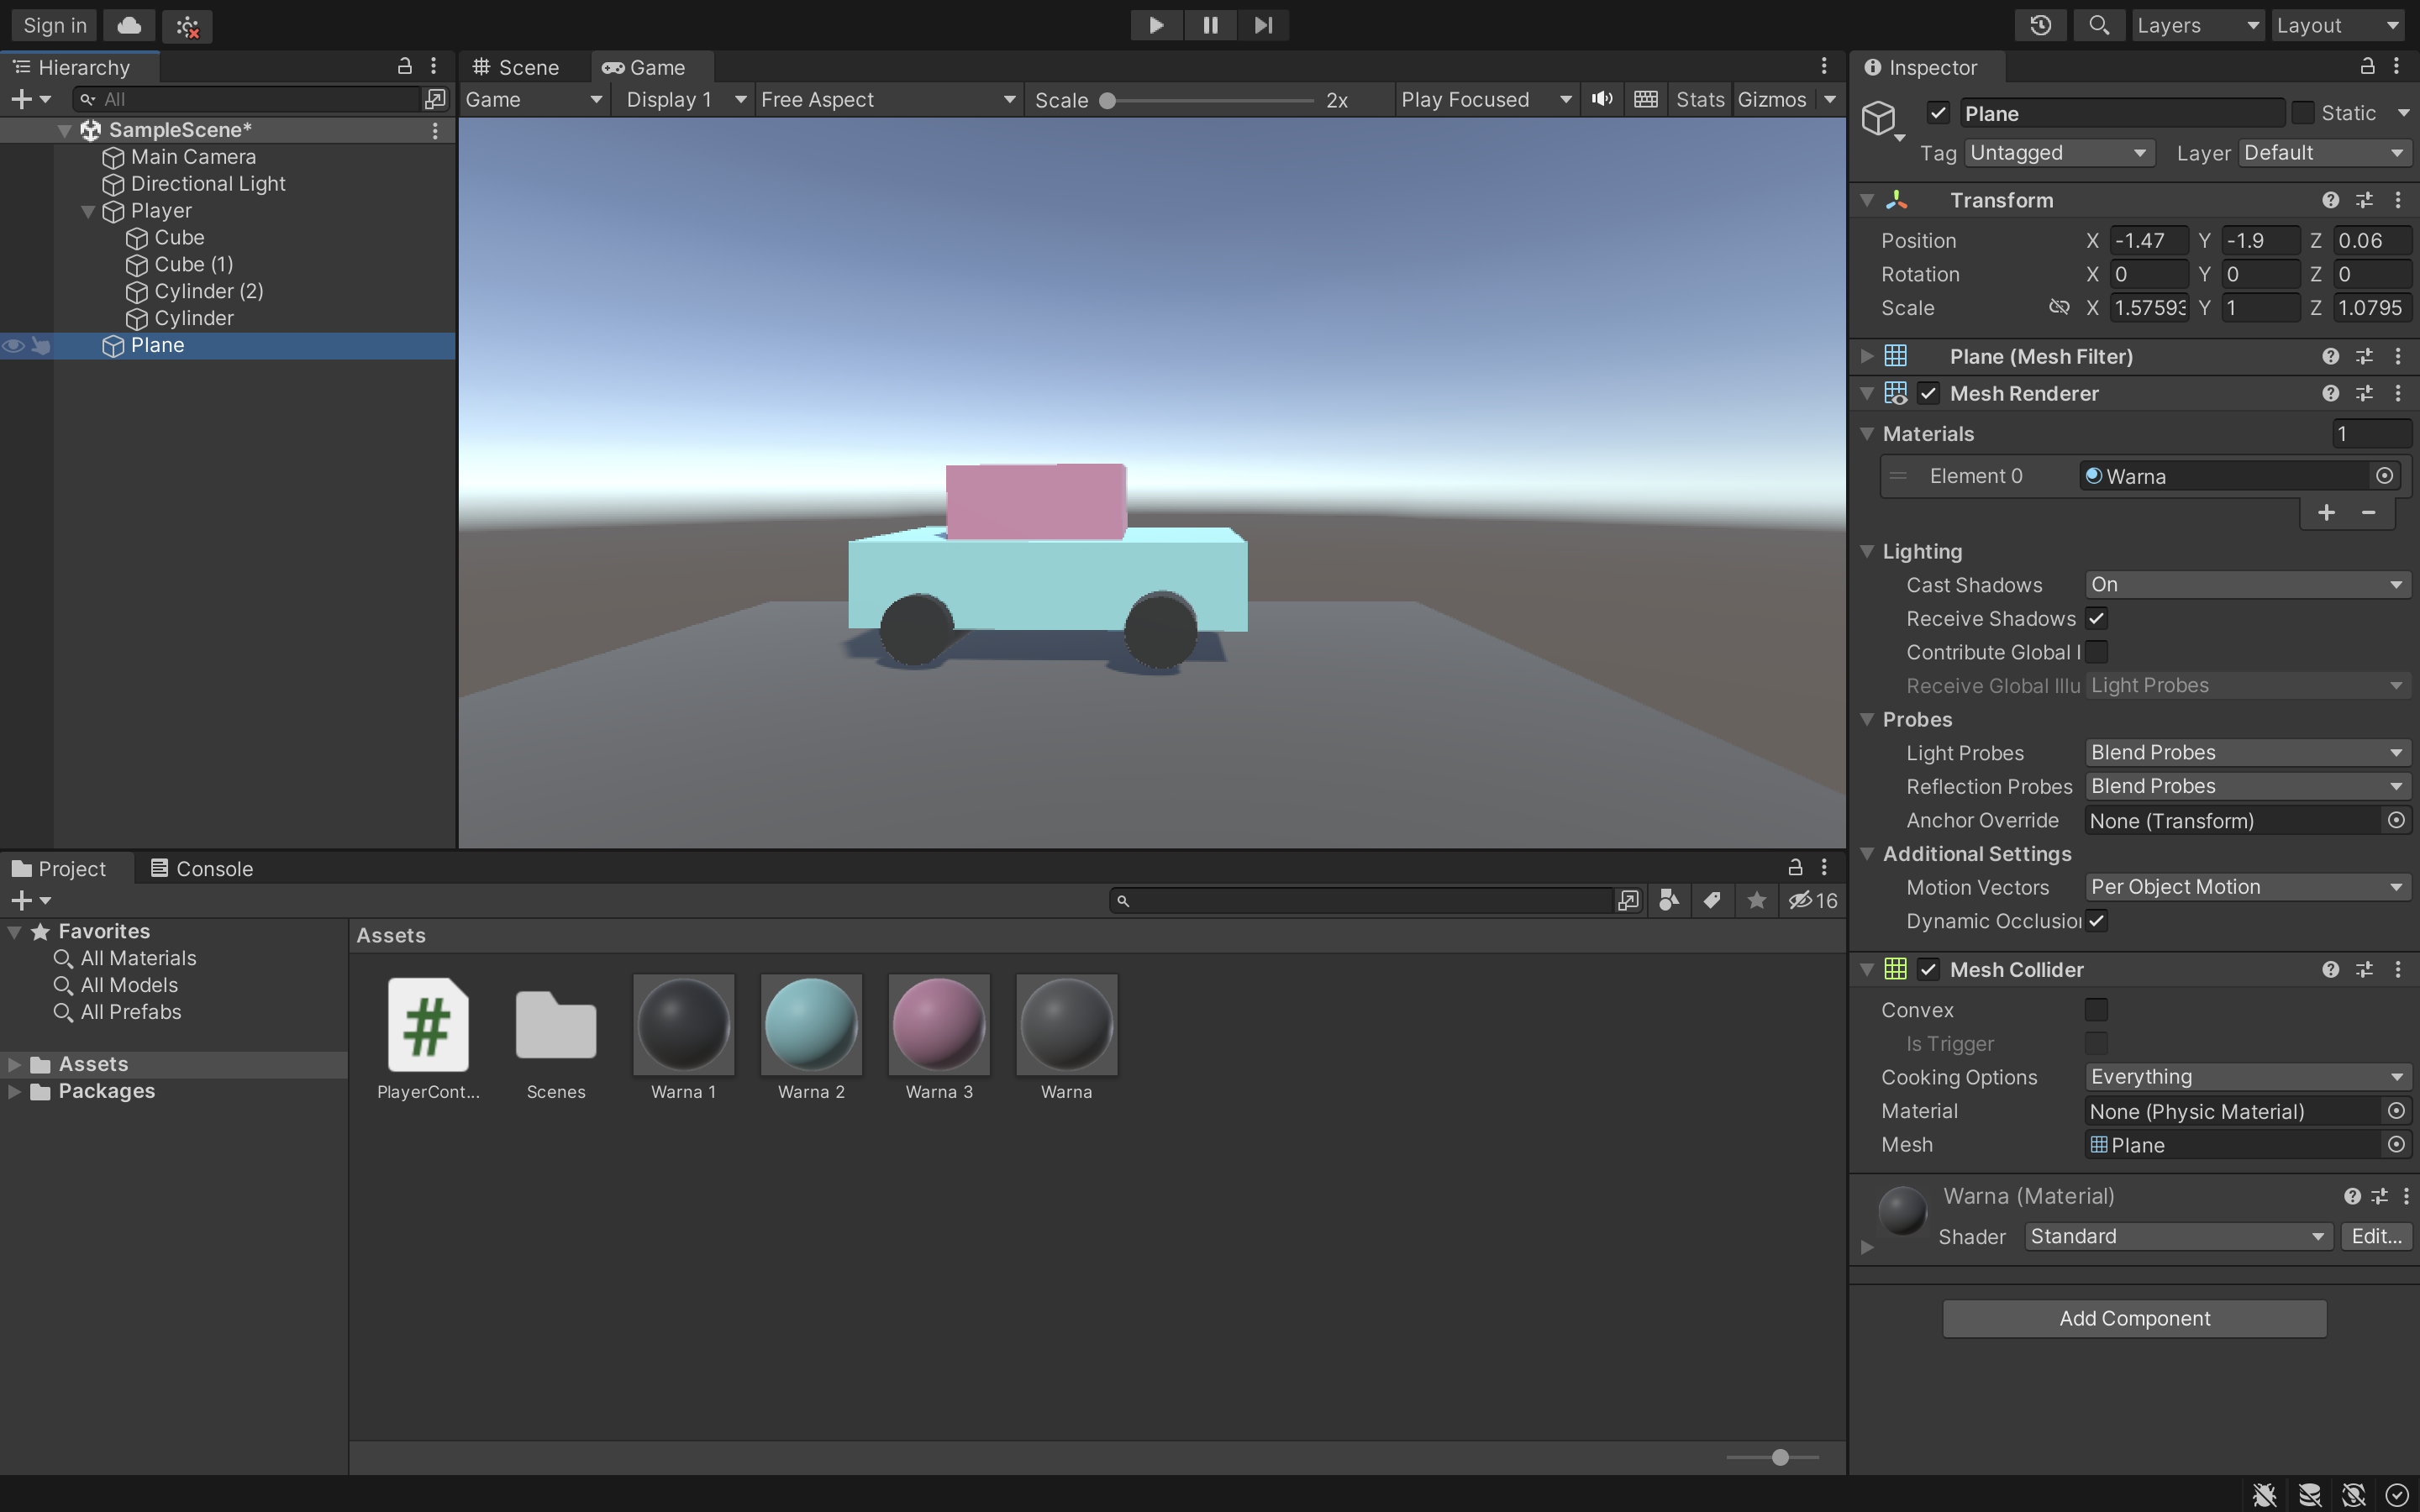 Sign in
Layers
Layout
Hierarchy
All
SampleScene*
Main Camera
Directional Light
Player
Cube
Cube (1)
Cylinder (2)
Cylinder
Plane
Scene
Game
Game
Display 1
Free Aspect
Scale
2x
Play Focused
Stats
Gizmos
Project
Console
16
Favorites
All Materials
All Models
All Prefabs
Assets
Packages
Assets
PlayerCont...
Scenes
Warna 1
Warna 2
Warna 3
Warna
Inspector
Plane
Static
Tag Untagged Layer Default
Transform
Position X -1.47 Y -1.9 Z 0.06
Rotation X 0 Y 0 Z 0
Scale X 1.57593 Y 1 Z 1.0795
Plane (Mesh Filter)
Mesh Renderer
Materials 1
Element 0 Warna
Lighting
Cast Shadows On
Receive Shadows
Contribute Global I
Receive Global Illu Light Probes
Probes
Light Probes Blend Probes
Reflection Probes Blend Probes
Anchor Override None (Transform)
Additional Settings
Motion Vectors Per Object Motion
Dynamic Occlusion
Mesh Collider
Convex
Is Trigger
Cooking Options Everything
Material None (Physic Material)
Mesh Plane
Warna (Material)
Shader Standard Edit...
Add Component